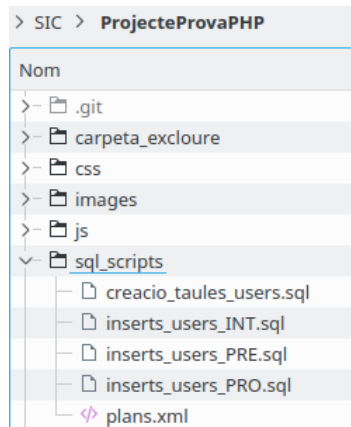 > SIC > ProjecteProvaPHP
Nom
.git
carpeta_excloure
css
images
js
sql_scripts
creacio_taules_users.sql
inserts_users_INT.sql
inserts_users_PRE.sql
inserts_users_PRO.sql
plans.xml